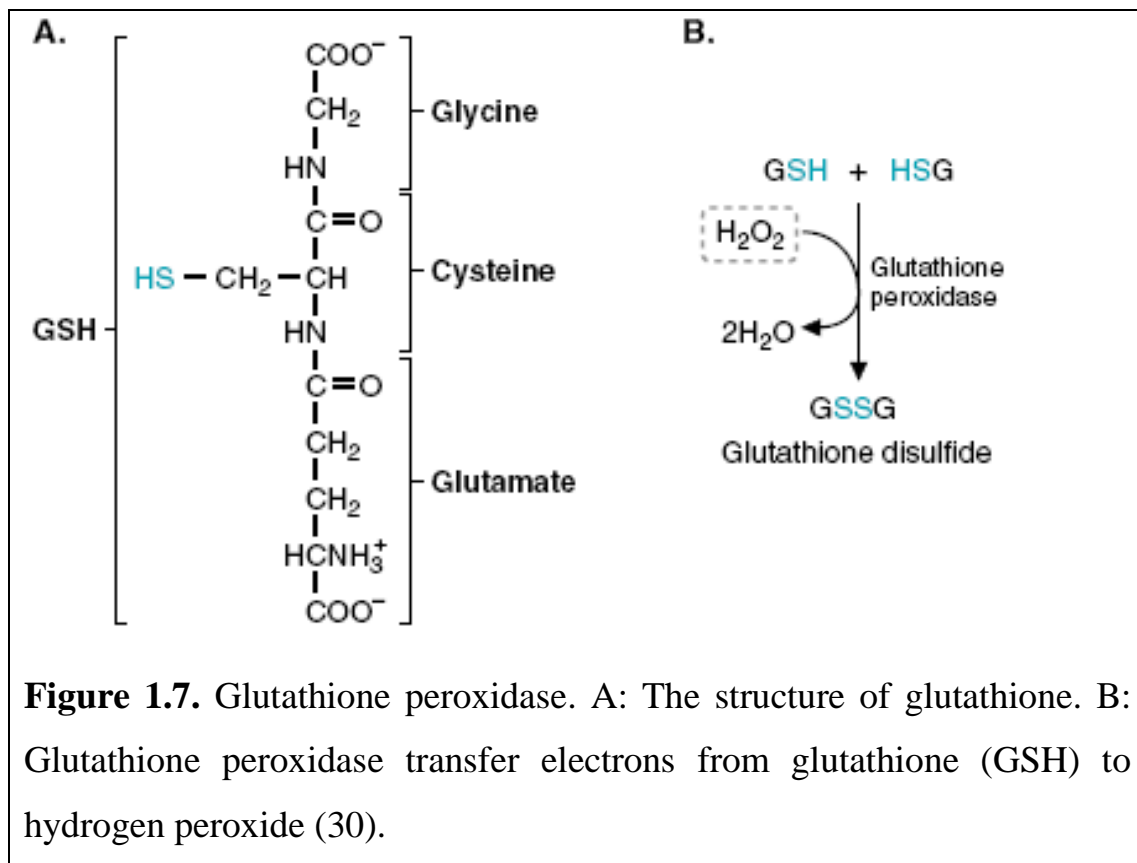 A.
COO⁻
CH₂
Glycine
HN
C=O
HS – CH₂ – CH
Cysteine
GSH
HN
C=O
CH₂
CH₂
Glutamate
HCNH₃⁺
COO⁻
B.
GSH + HSG
H₂O₂
Glutathione
peroxidase
2H₂O
GSSG
Glutathione disulfide
Figure 1.7. Glutathione peroxidase. A: The structure of glutathione. B:
Glutathione peroxidase transfer electrons from glutathione (GSH) to
hydrogen peroxide (30).